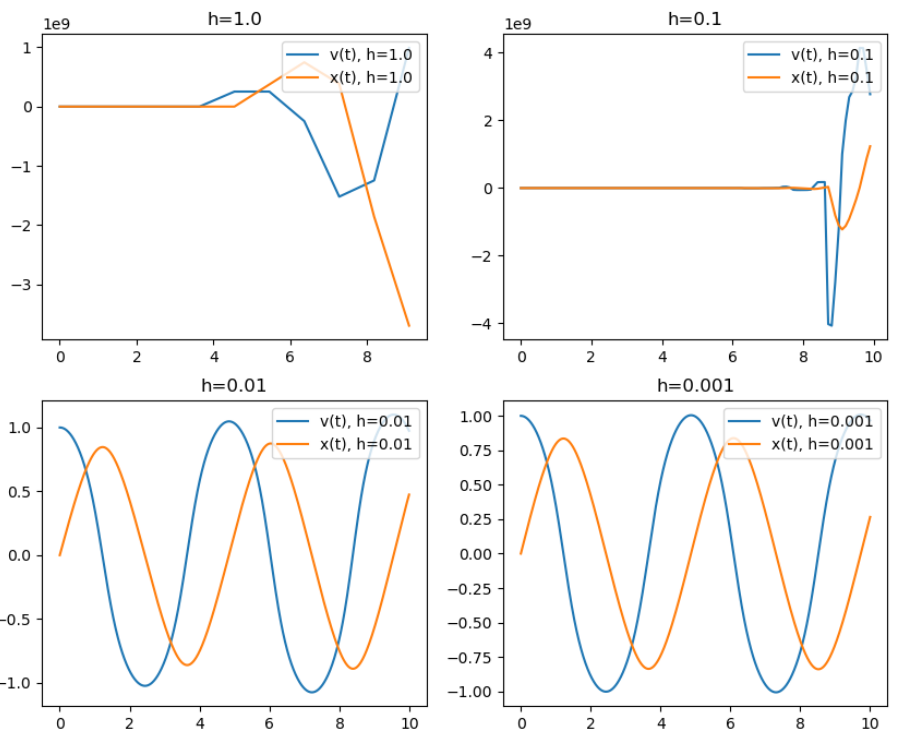 h=1.0
1e9
v(t), h=1.0
x(t), h=1.0
1
0
−1
−2
−3
0 2 4 6 8
h=0.1
1e9
v(t), h=0.1
x(t), h=0.1
4
2
0
−2
−4
0 2 4 6 8 10
h=0.01
v(t), h=0.01
x(t), h=0.01
1.0
0.5
0.0
−0.5
−1.0
0 2 4 6 8 10
h=0.001
v(t), h=0.001
x(t), h=0.001
1.00
0.75
0.50
0.25
0.00
−0.25
−0.50
−0.75
−1.00
0 2 4 6 8 10